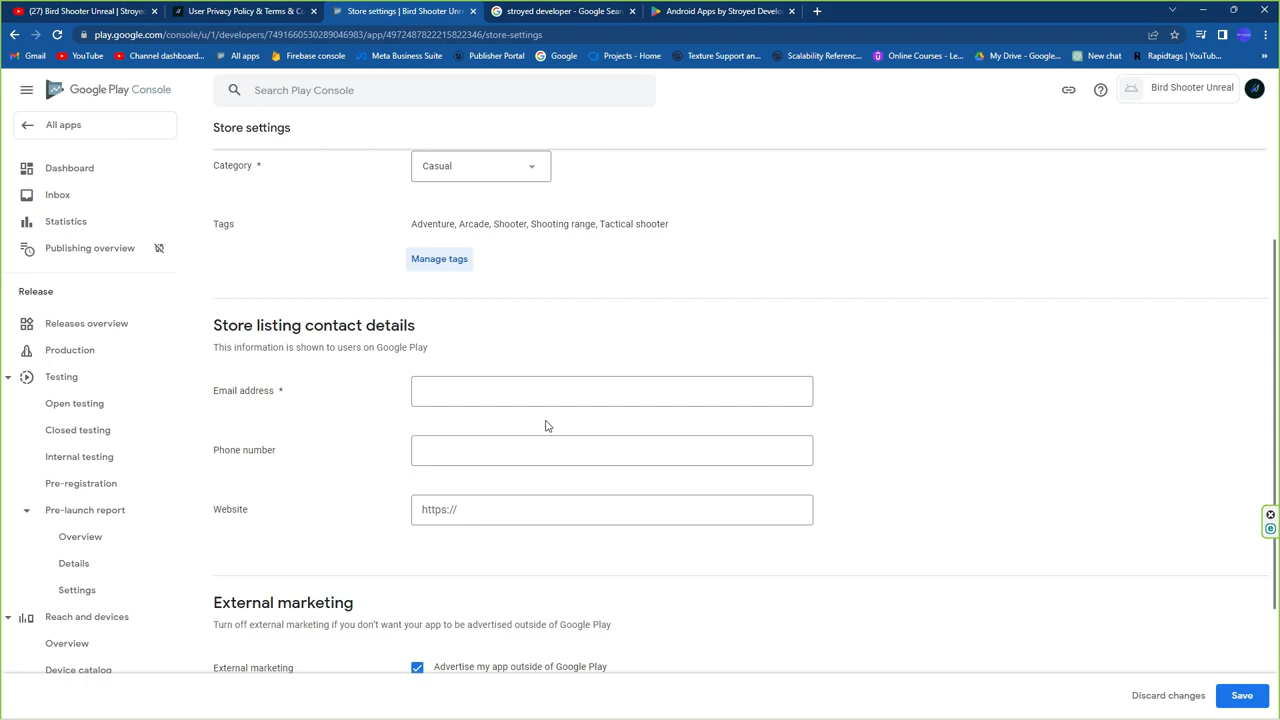 (27) Bird Shooter Unreal | Stroye
User Privacy Policy & Terms & Co
Store settings | Bird Shooter Unre
stroyed developer - Google Sear
Android Apps by Stroyed Develop
play.google.com/console/u/1/developers/7491660530289046983/app/4972487822215822346/store-settings
Gmail
YouTube
Channel dashboard...
All apps
Firebase console
Meta Business Suite
Publisher Portal
Google
Projects - Home
Texture Support an...
Scalability Referenc...
Online Courses - Le...
My Drive - Google...
New chat
Rapidtags | YouTub...
»
Google Play Console
Search Play Console
Bird Shooter Unreal
All apps
Dashboard
Inbox
Statistics
Publishing overview
Release
Releases overview
Production
Testing
Open testing
Closed testing
Internal testing
Pre-registration
Pre-launch report
Overview
Details
Settings
Reach and devices
Overview
Device catalog
Store settings
Category *
Casual
Tags
Adventure, Arcade, Shooter, Shooting range, Tactical shooter
Manage tags
Store listing contact details
This information is shown to users on Google Play
Email address *
Phone number
Website
https://
External marketing
Turn off external marketing if you don't want your app to be advertised outside of Google Play
External marketing
Advertise my app outside of Google Play
Discard changes
Save